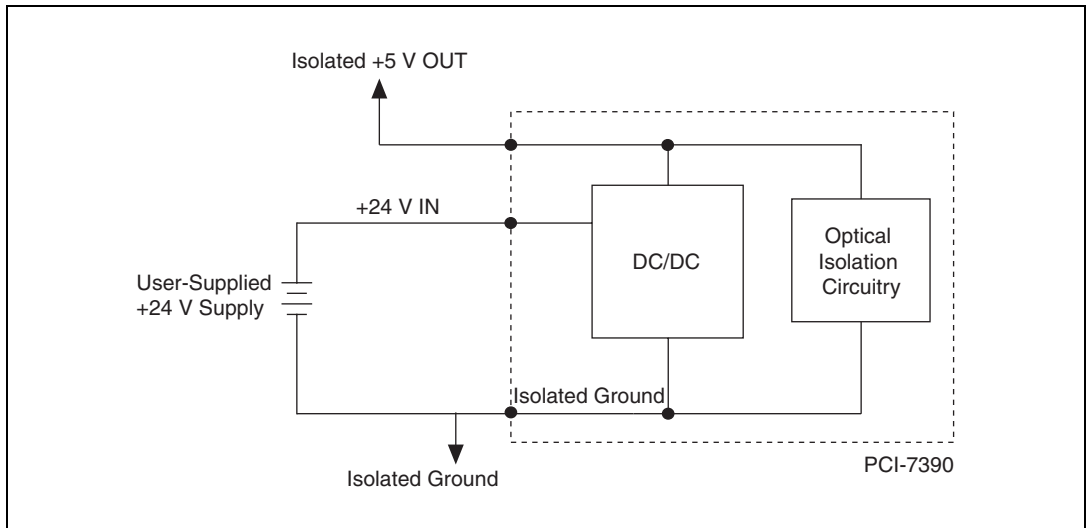 Isolated +5 V OUT
+24 V IN
User-Supplied
+24 V Supply
DC/DC
Optical
Isolation
Circuitry
Isolated Ground
Isolated Ground
PCI-7390